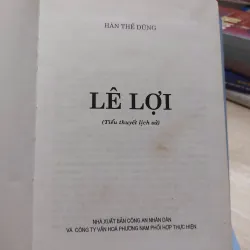 HÀN THẾ DŨNG
LÊ LỢI
(Tiểu thuyết lịch sử)
NHÀ XUẤT BẢN CÔNG AN NHÂN DÂN
VÀ CÔNG TY VĂN HOÁ PHƯƠNG NAM PHỐI HỢP THỰC HIỆN